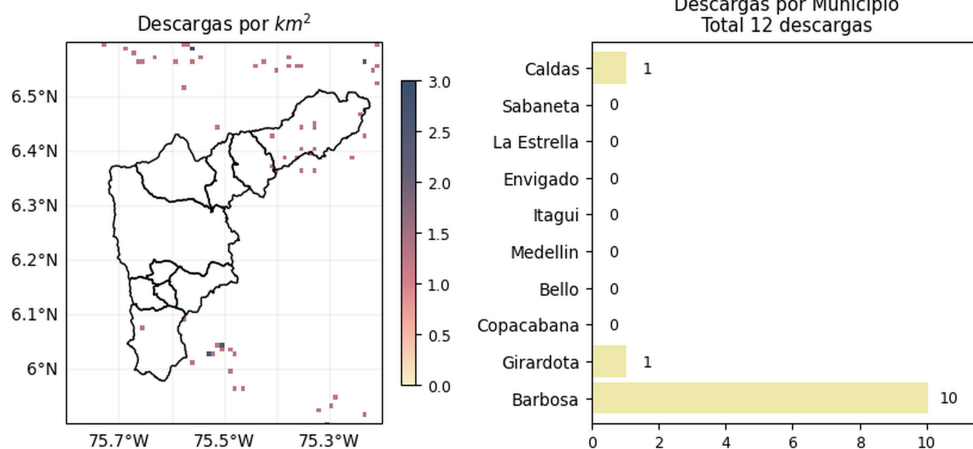 Descargas por km²
6.5°N
6.4°N
6.3°N
6.2°N
6.1°N
6°N
75.7°W
75.5°W
75.3°W
3.0
2.5
2.0
1.5
1.0
0.5
0.0
Descargas por Municipio
Total 12 descargas
Caldas 1
Sabaneta 0
La Estrella 0
Envigado 0
Itagui 0
Medellin 0
Bello 0
Copacabana 0
Girardota 1
Barbosa 10
0 2 4 6 8 10